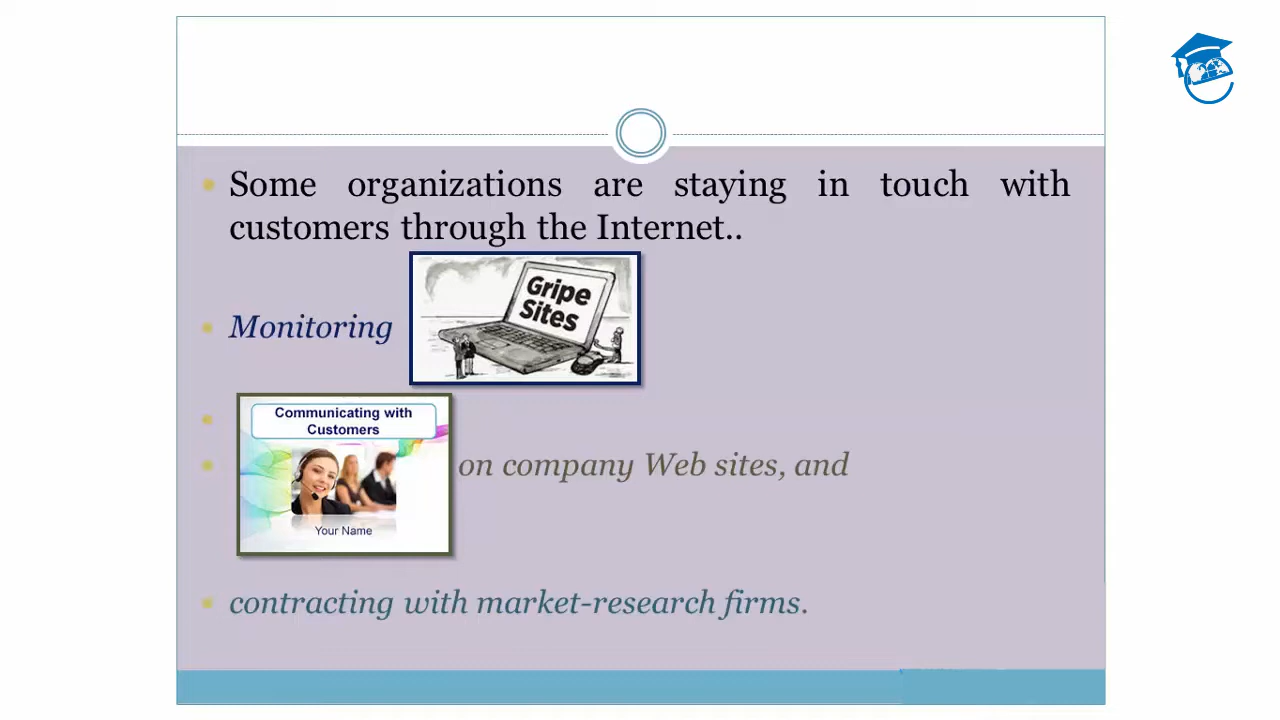 Some organizations are staying in touch with
customers through the Internet..
Gripe
Sites
Monitoring
Communicating with
Customers
on company Web sites, and
Your Name
contracting with market-research firms.